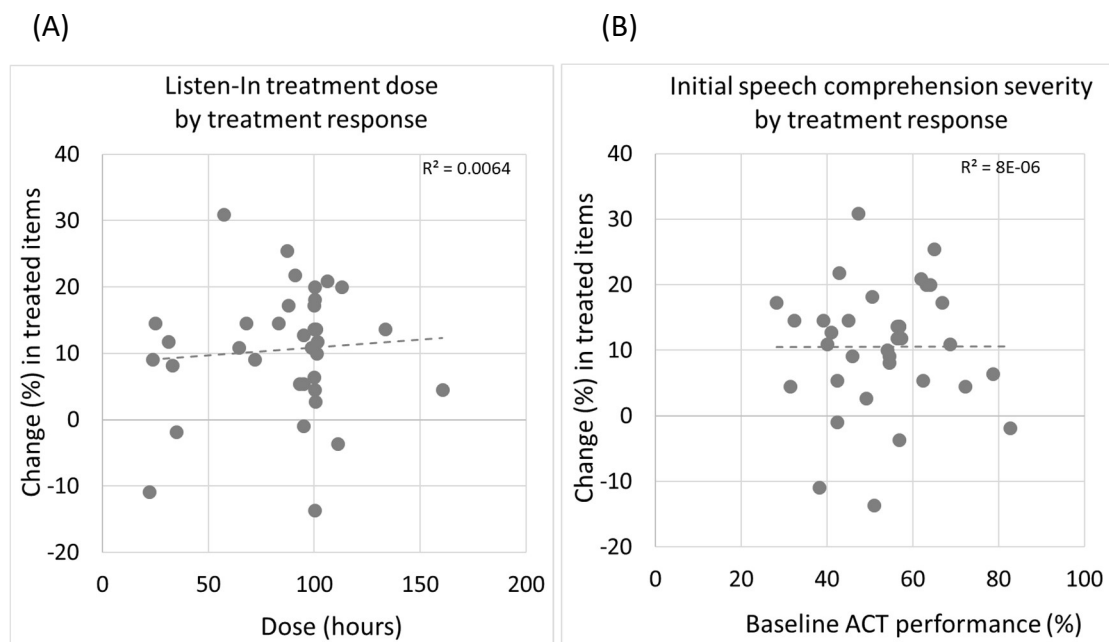 (A)
Listen-In treatment dose
by treatment response
R² = 0.0064
40
30
20
10
0
-10
-20
Change (%) in treated items
0 50 100 150 200
Dose (hours)
(B)
Initial speech comprehension severity
by treatment response
R² = 8E-06
40
30
20
10
0
-10
-20
Change (%) in treated items
0 20 40 60 80 100
Baseline ACT performance (%)